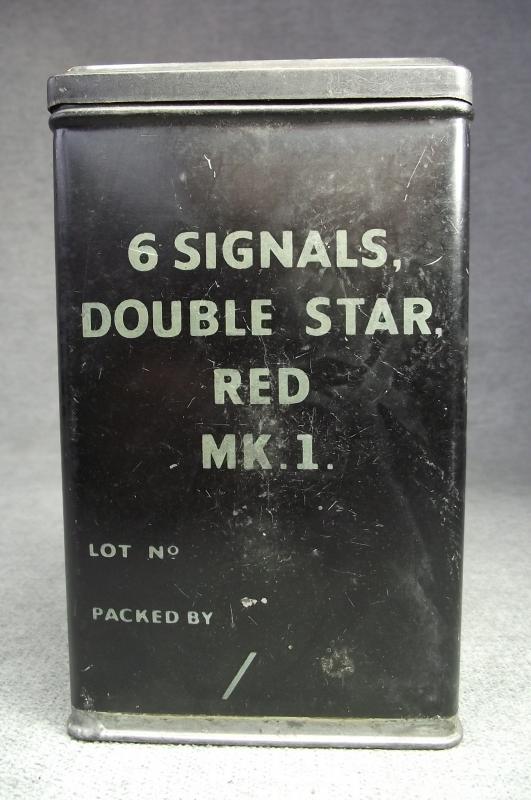 6 SIGNALS,
DOUBLE STAR,
RED
MK.1.
LOT Nº
PACKED BY
/